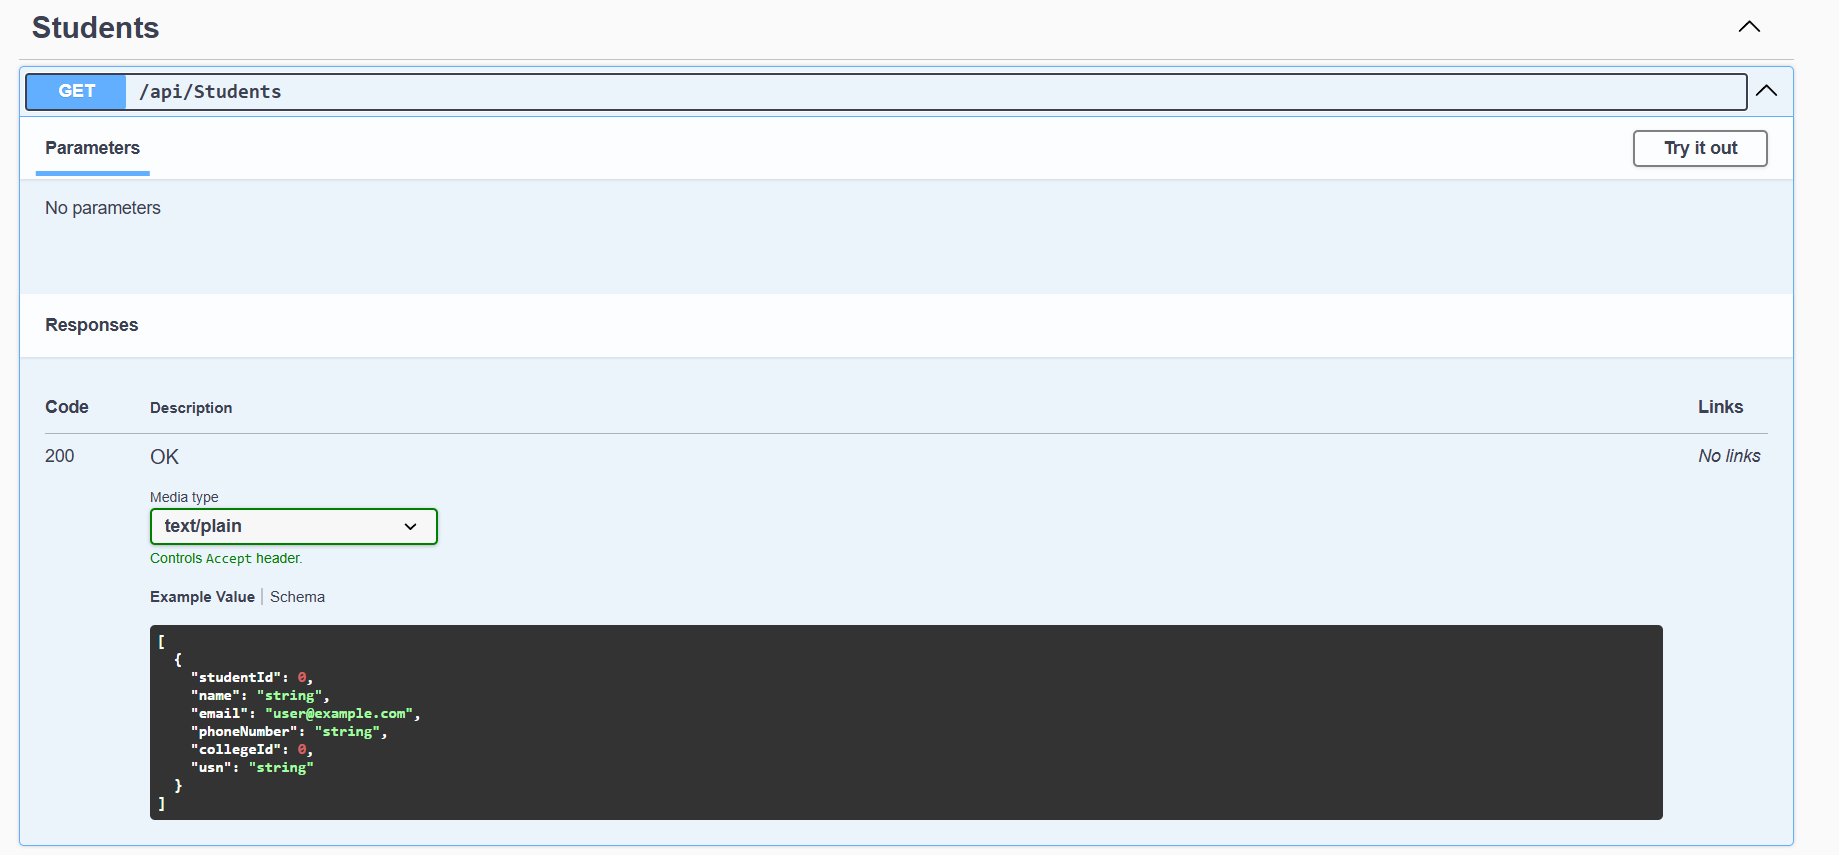 Students
GET /api/Students
Parameters
Try it out
No parameters
Responses
Code Description Links
200 OK No links
Media type
text/plain
Controls Accept header.
Example Value | Schema
[
  {
    "studentId": 0,
    "name": "string",
    "email": "user@example.com",
    "phoneNumber": "string",
    "collegeId": 0,
    "usn": "string"
  }
]